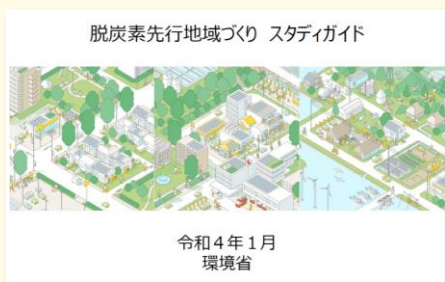 脱炭素先行地域づくり スタディガイド
令和４年１月
環境省